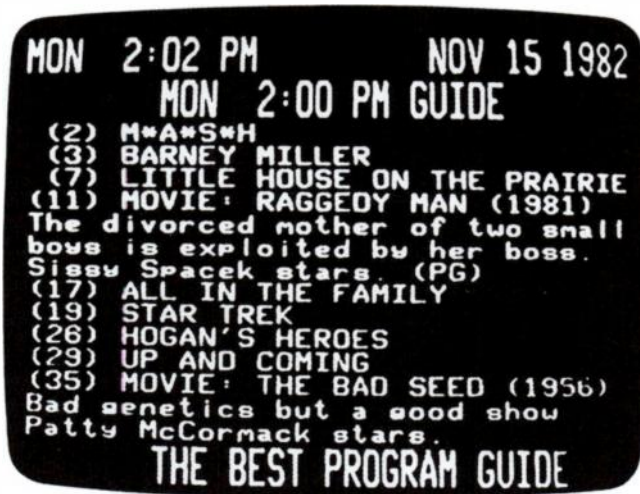 MON 2:02 PM NOV 15 1982
MON 2:00 PM GUIDE
(2) M*A*S*H
(3) BARNEY MILLER
(7) LITTLE HOUSE ON THE PRAIRIE
(11) MOVIE: RAGGEDY MAN (1981)
The divorced mother of two small
boys is exploited by her boss.
Sissy Spacek stars. (PG)
(17) ALL IN THE FAMILY
(19) STAR TREK
(26) HOGAN'S HEROES
(29) UP AND COMING
(35) MOVIE: THE BAD SEED (1956)
Bad genetics but a good show
Patty McCormack stars.
THE BEST PROGRAM GUIDE